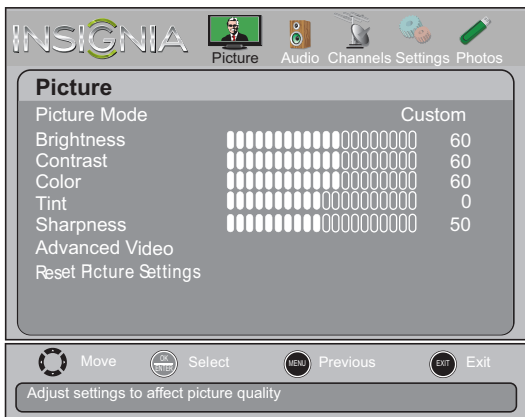 INSIGNIA
Picture Audio Channels Settings Photos
Picture
Picture Mode Custom
Brightness 60
Contrast 60
Color 60
Tint 0
Sharpness 50
Advanced Video
Reset Picture Settings
Move OK ENTER Select MENU Previous EXIT Exit
Adjust settings to affect picture quality